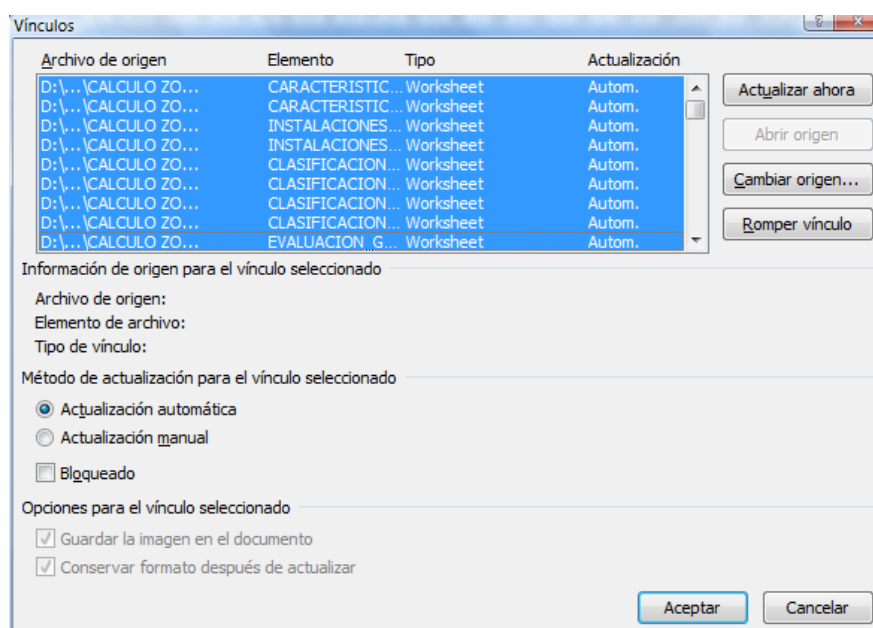 Vínculos
Archivo de origen Elemento Tipo Actualización
D:\...\CALCULO ZO... CARACTERISTIC... Worksheet Autom.
D:\...\CALCULO ZO... CARACTERISTIC... Worksheet Autom.
D:\...\CALCULO ZO... INSTALACIONES... Worksheet Autom.
D:\...\CALCULO ZO... INSTALACIONES... Worksheet Autom.
D:\...\CALCULO ZO... CLASIFICACION... Worksheet Autom.
D:\...\CALCULO ZO... CLASIFICACION... Worksheet Autom.
D:\...\CALCULO ZO... CLASIFICACION... Worksheet Autom.
D:\...\CALCULO ZO... CLASIFICACION... Worksheet Autom.
D:\...\CALCULO ZO... EVALUACION_G... Worksheet Autom.
Actualizar ahora
Abrir origen
Cambiar origen...
Romper vínculo
Información de origen para el vínculo seleccionado
Archivo de origen:
Elemento de archivo:
Tipo de vínculo:
Método de actualización para el vínculo seleccionado
Actualización automática
Actualización manual
Bloqueado
Opciones para el vínculo seleccionado
Guardar la imagen en el documento
Conservar formato después de actualizar
Aceptar Cancelar